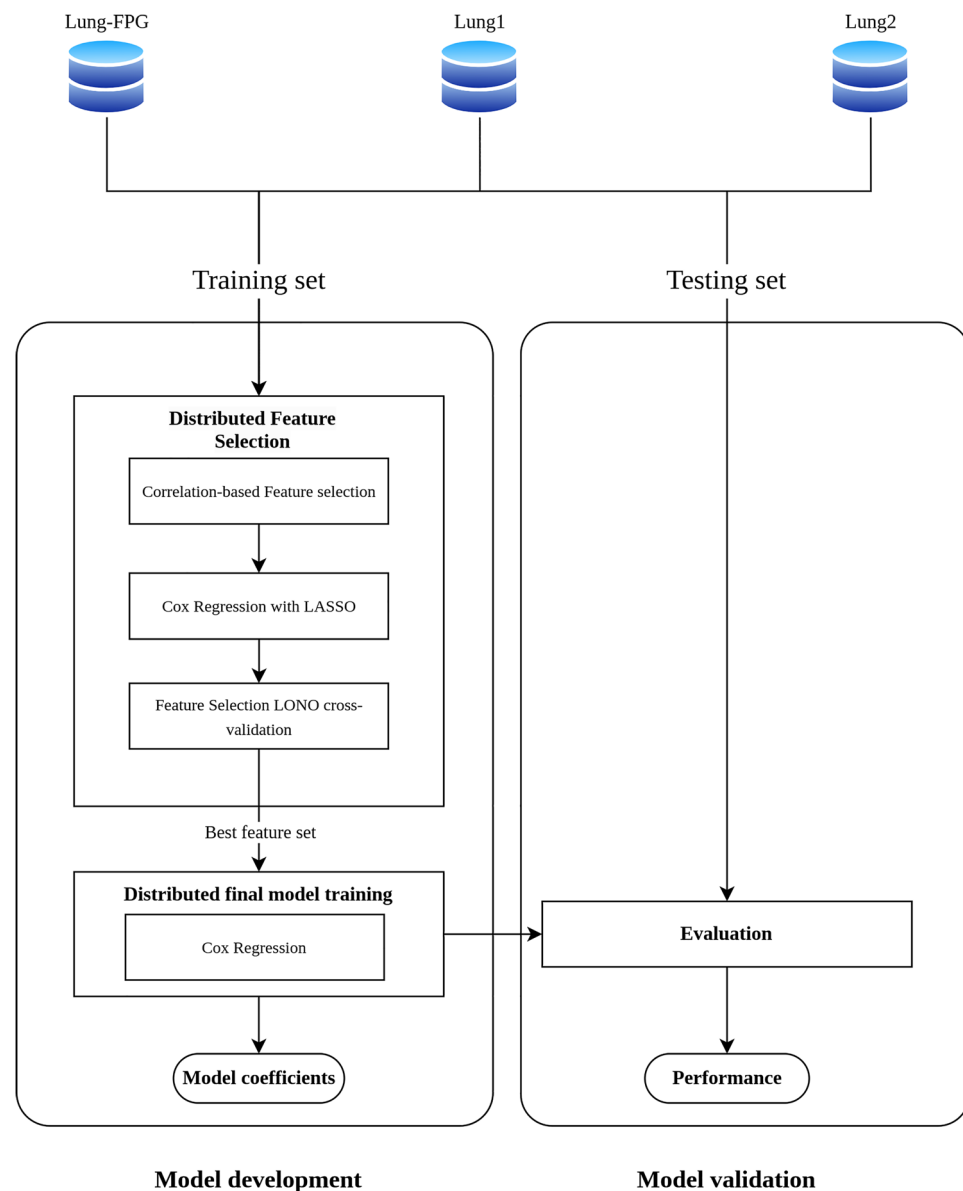 Lung-FPG
Lung1
Lung2
Training set
Testing set
Distributed Feature
Selection
Correlation-based Feature selection
Cox Regression with LASSO
Feature Selection LONO cross-
validation
Best feature set
Distributed final model training
Cox Regression
Evaluation
Model coefficients
Performance
Model development
Model validation